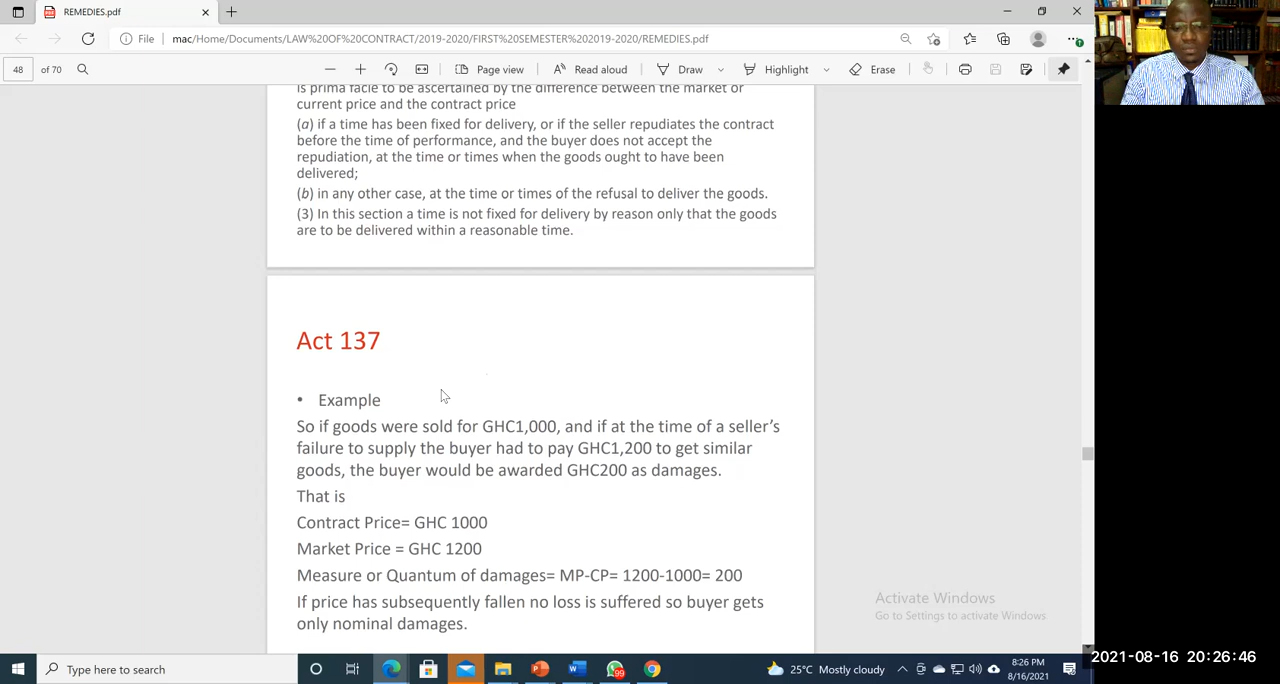 REMEDIES.pdf
File
mac/Home/Documents/LAW%20OF%20CONTRACT/2019-2020/FIRST%20SEMESTER%202019-2020/REMEDIES.pdf
48 of 70
Page view
Read aloud
Draw
Highlight
Erase
is prima facie to be ascertained by the difference between the market or
current price and the contract price
(a) if a time has been fixed for delivery, or if the seller repudiates the contract
before the time of performance, and the buyer does not accept the
repudiation, at the time or times when the goods ought to have been
delivered;
(b) in any other case, at the time or times of the refusal to deliver the goods.
(3) In this section a time is not fixed for delivery by reason only that the goods
are to be delivered within a reasonable time.
Act 137
• Example
So if goods were sold for GHC1,000, and if at the time of a seller's
failure to supply the buyer had to pay GHC1,200 to get similar
goods, the buyer would be awarded GHC200 as damages.
That is
Contract Price= GHC 1000
Market Price = GHC 1200
Measure or Quantum of damages= MP-CP= 1200-1000= 200
If price has subsequently fallen no loss is suffered so buyer gets
only nominal damages.
Activate Windows
Go to Settings to activate Windows
Type here to search
99
25°C Mostly cloudy
8:26 PM
8/16/2021
2021-08-16 20:26:46